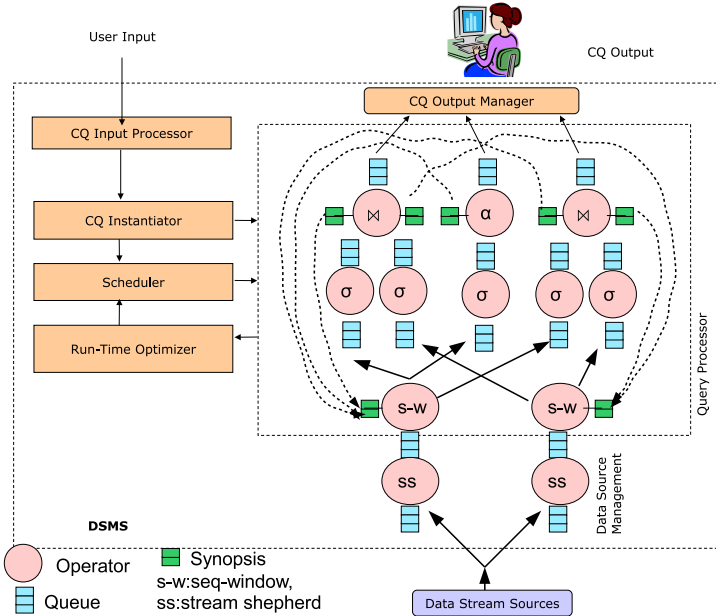 User Input
CQ Output
CQ Output Manager
CQ Input Processor
CQ Instantiator
Scheduler
Run-Time Optimizer
⋈
α
⋈
σ
σ
σ
σ
σ
s-w
s-w
ss
ss
Query Processor
Data Source
Management
DSMS
Operator
Queue
Synopsis
s-w:seq-window,
ss:stream shepherd
Data Stream Sources